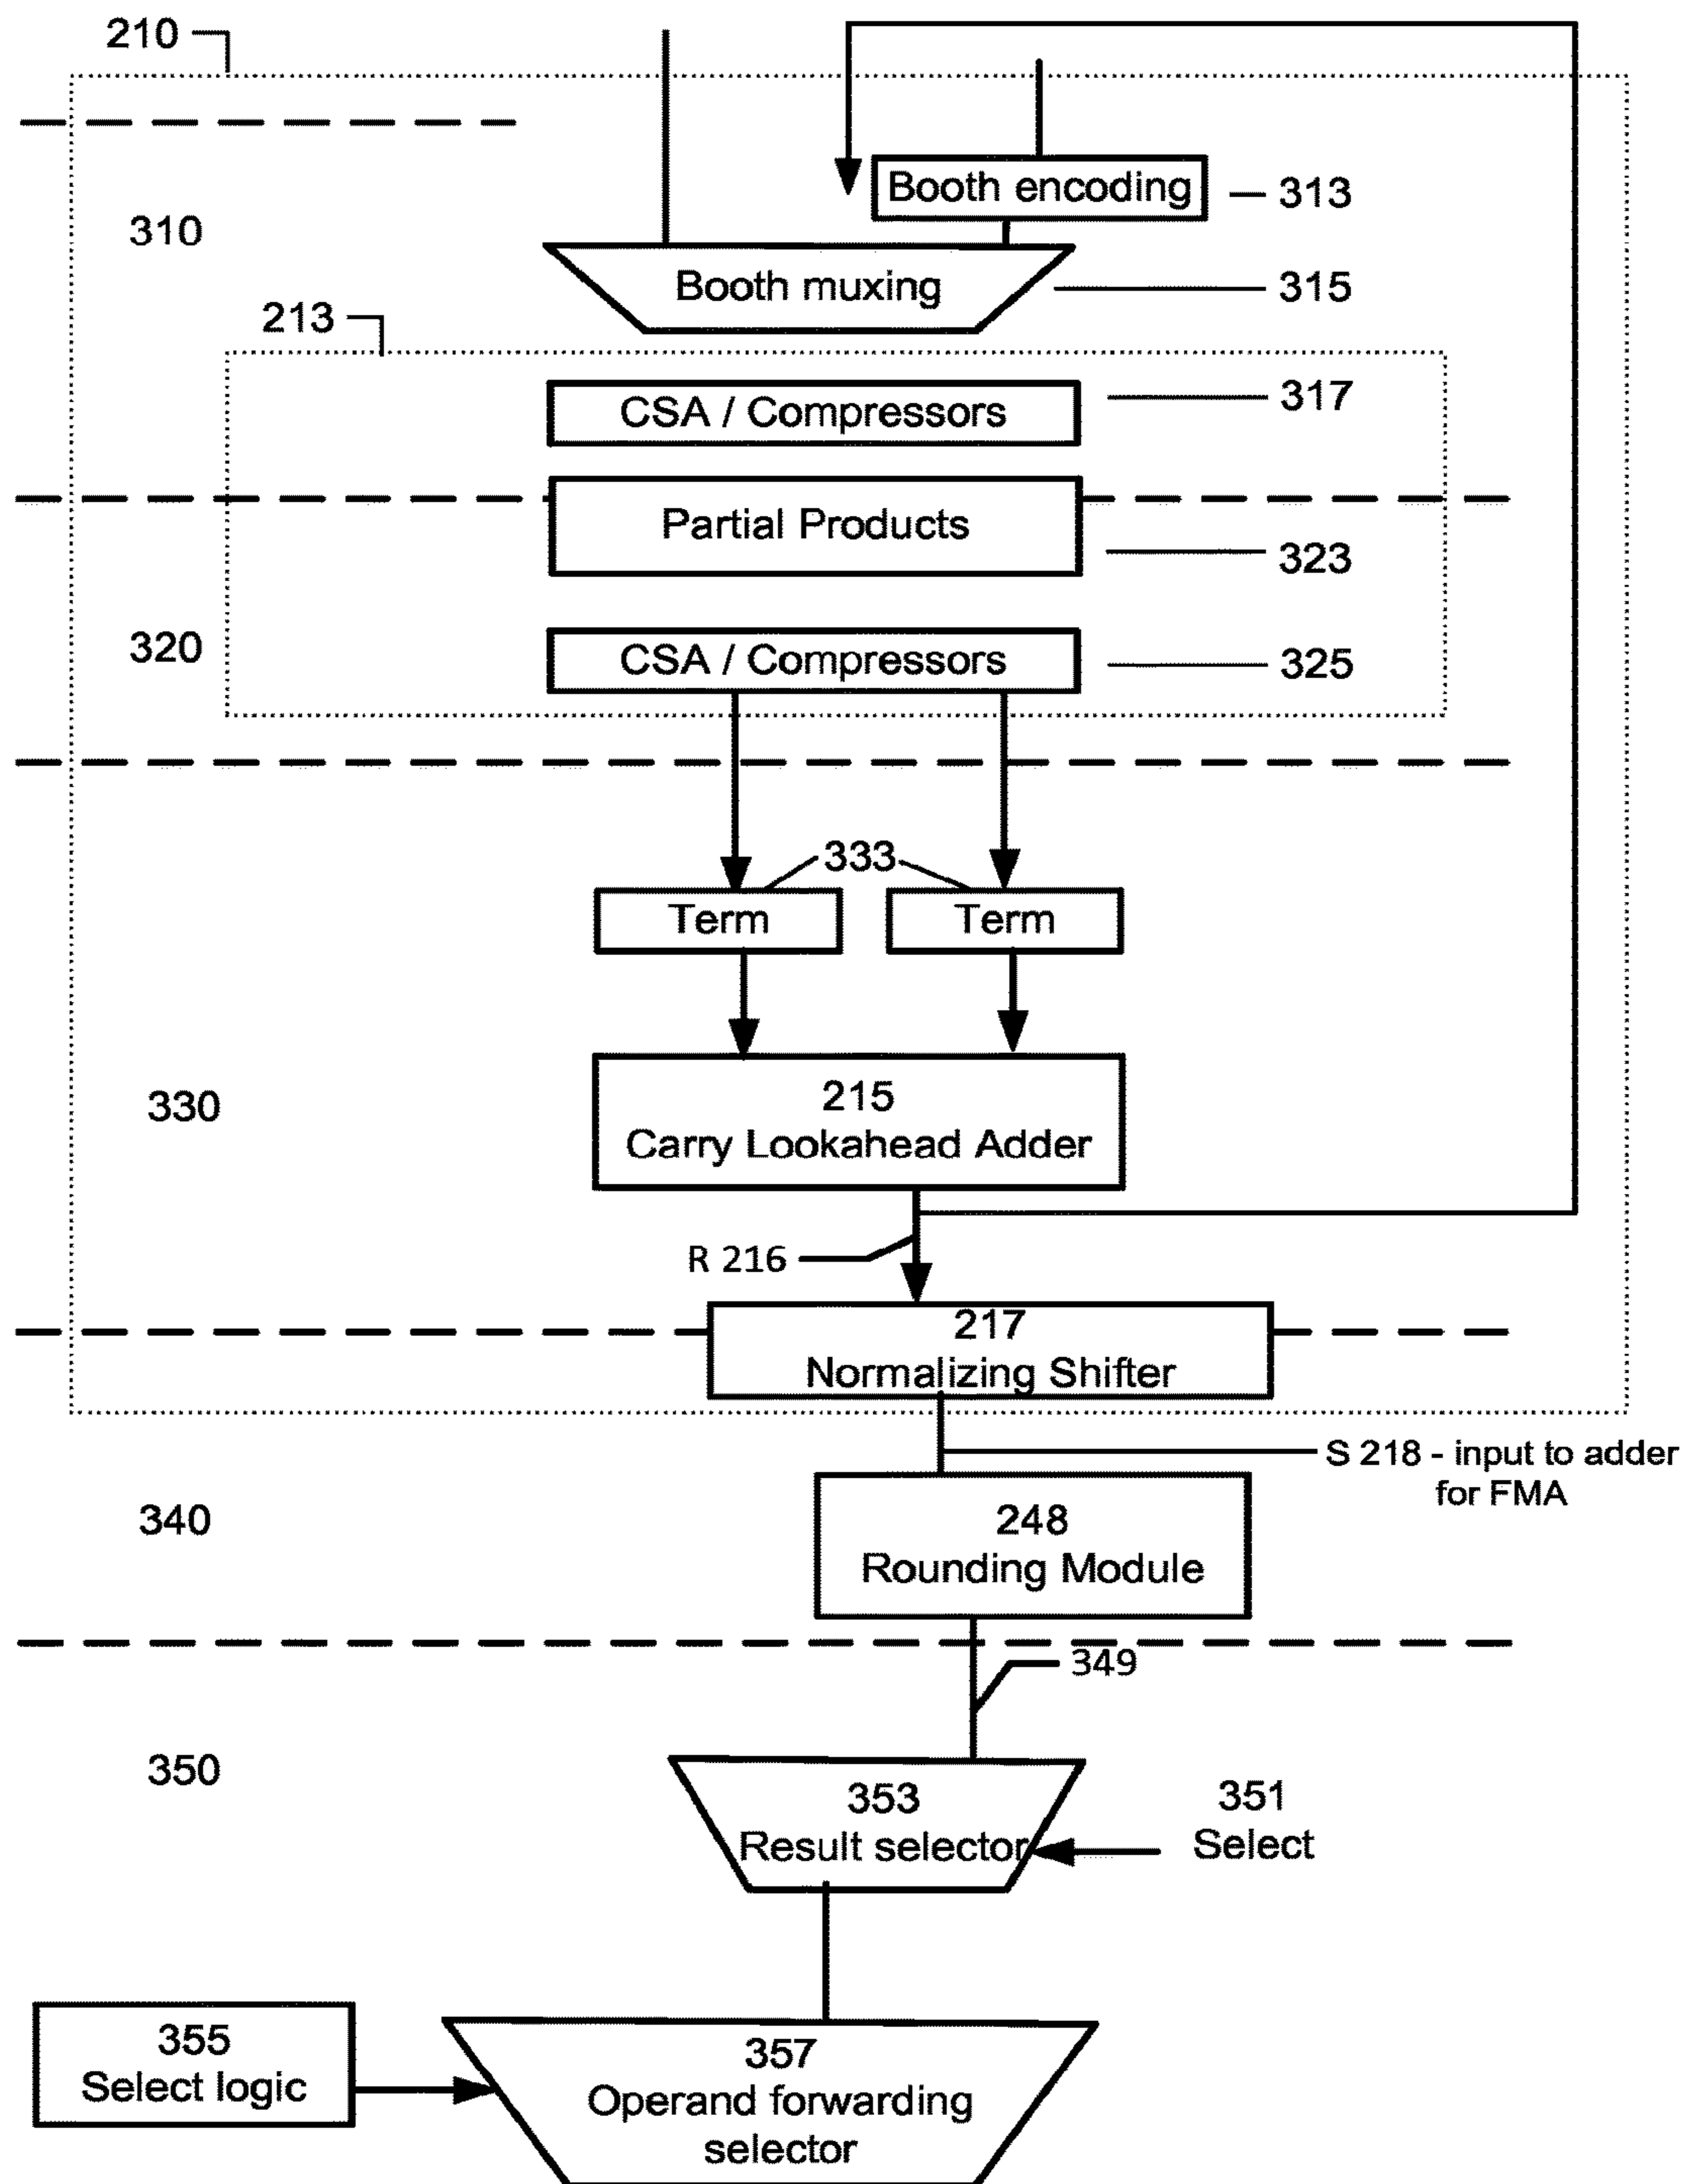 210
Booth encoding
313
310
Booth muxing
315
213
CSA / Compressors
317
Partial Products
323
320
CSA / Compressors
325
333
Term
Term
330
215
Carry Lookahead Adder
R 216
217
Normalizing Shifter
S 218 - input to adder
for FMA
340
248
Rounding Module
349
350
353
Result selector
351
Select
355
Select logic
357
Operand forwarding
selector